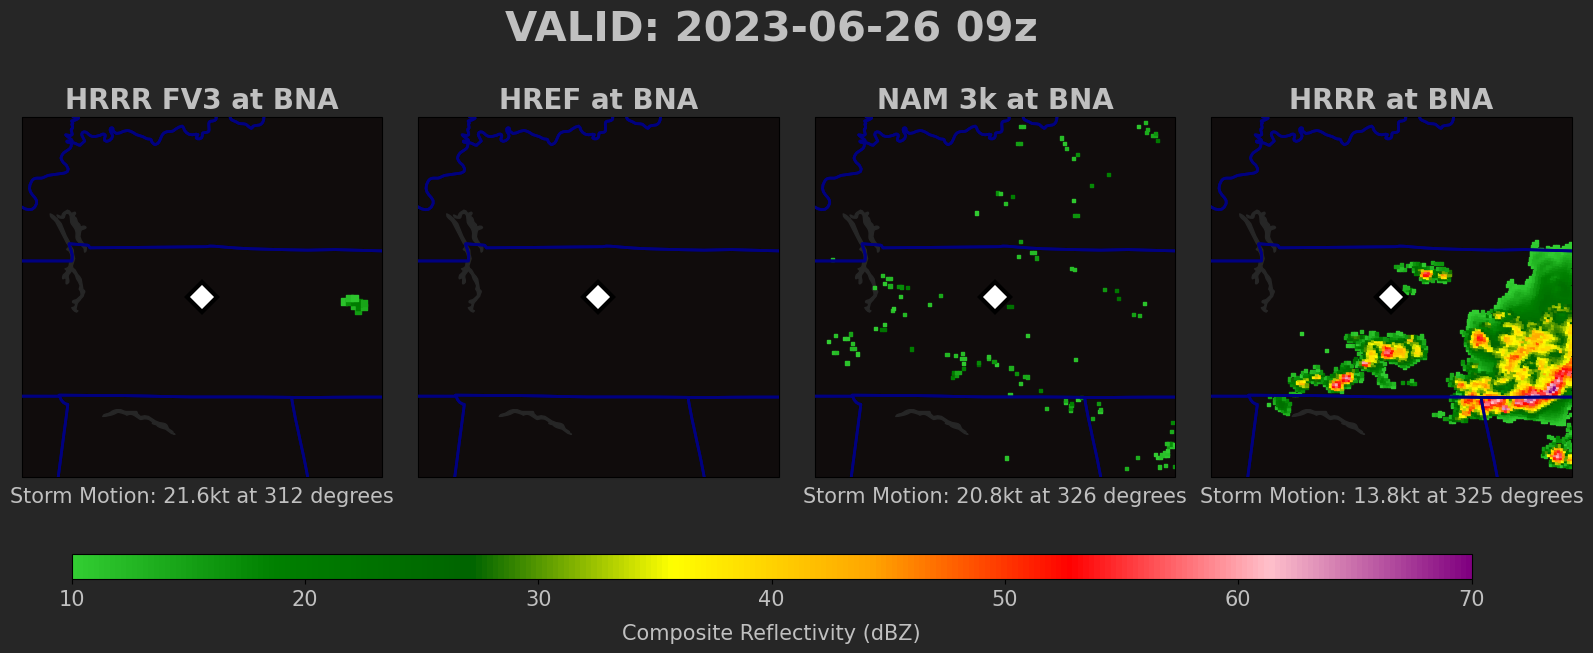 VALID: 2023-06-26 09z
HRRR FV3 at BNA
HREF at BNA
NAM 3k at BNA
HRRR at BNA
Storm Motion: 21.6kt at 312 degrees
Storm Motion: 20.8kt at 326 degrees
Storm Motion: 13.8kt at 325 degrees
10 20 30 40 50 60 70
Composite Reflectivity (dBZ)